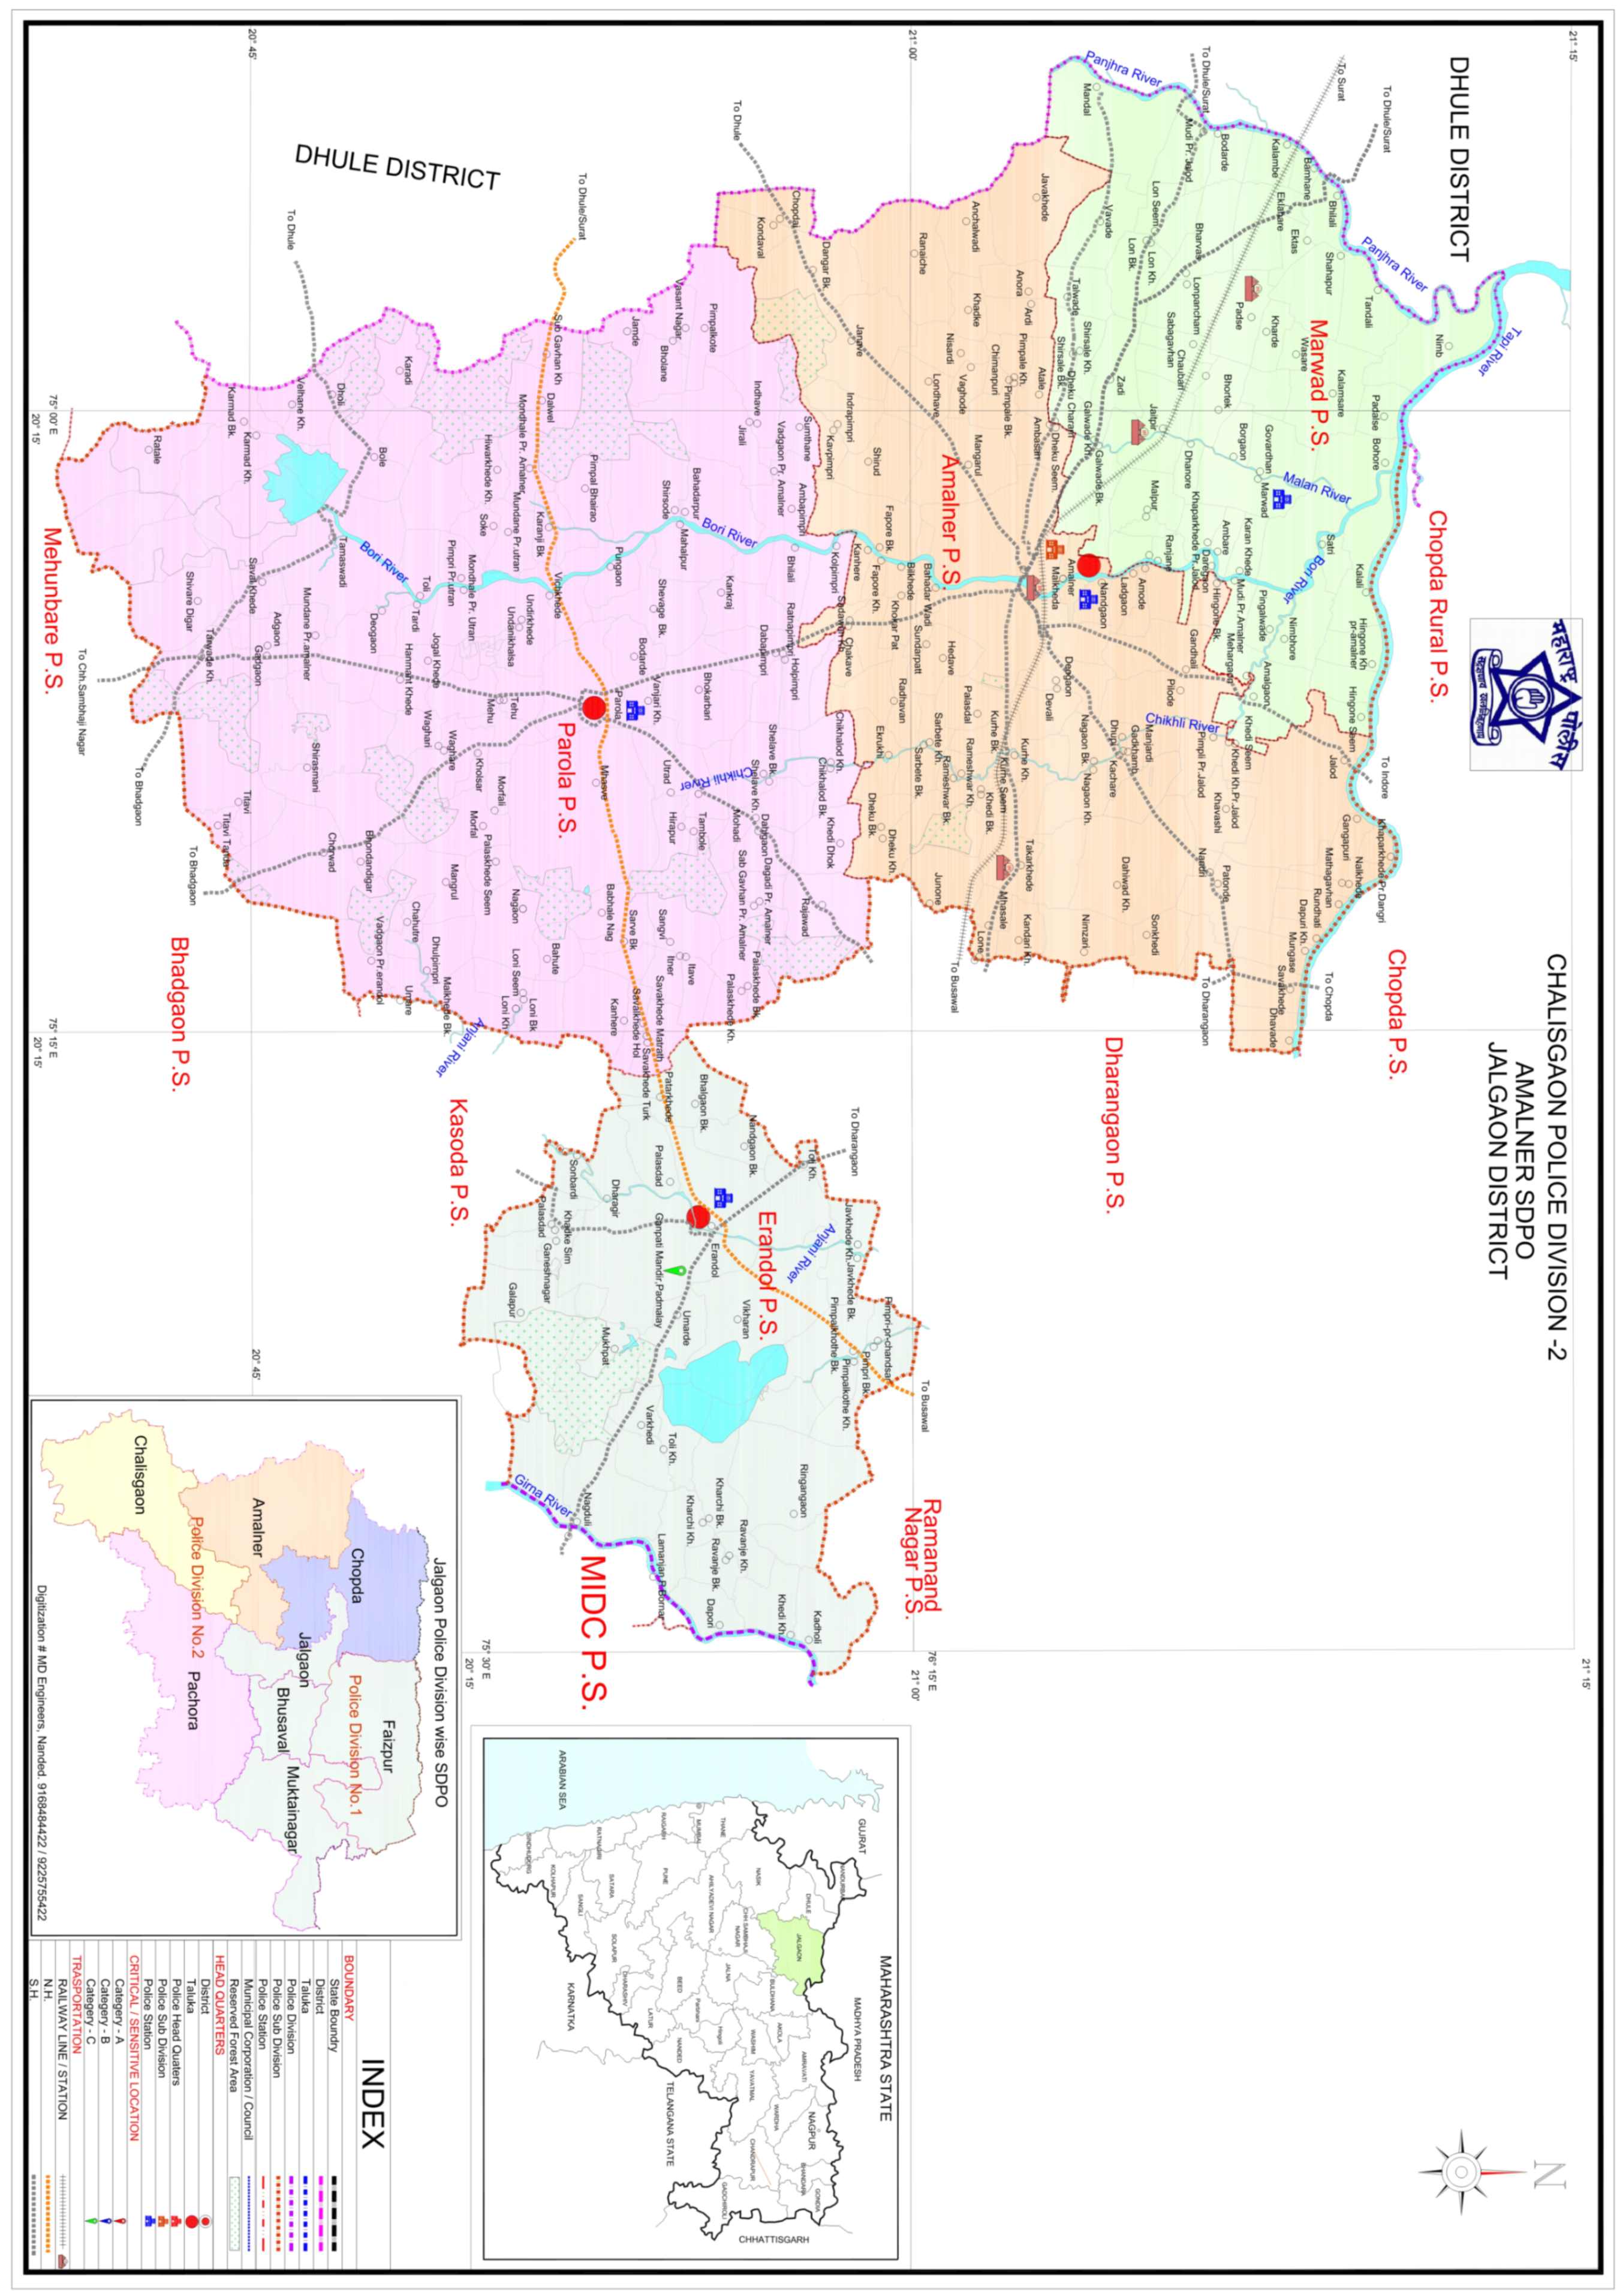 21° 15'
21° 15'
महाराष्ट्र पोलीस
सद्रक्षणाय खलनिग्रहणाय
CHALISGAON POLICE DIVISION -2
AMALNER SDPO
JALGAON DISTRICT
N
DHULE DISTRICT
Tapi River
Chopda Rural P.S.
Chopda P.S.
Nimb
Panjhra River
To Dhule/Surat
To Indore
Khaparkhede Pr.Dangri
Padalse
Bohore
Tandali
Kalali
Hingone Kh
pr-amalner
Hingone Seem
Nalkhede
Gangapuri
To Surat
Bhilali
Shahapur
Kalamsare
Jalod
Mathagavhan
To Chopda
Marwad P.S.
Malan River
Satri
Bori River
Rundhati
Dapuri Kh.
Mungase
Savakhede
Dhavade
Bamhane
Ektas
Wasare
Eklahare
Kalambe
Kharde
Nimbhore
Govardhan
Marwad
Pingalwade
Amalgaon
Padse
Borgaon
Karan Khede
Mudi.Pr.Amalner
Khedi Seem
Khedi Kh.Pr.Jalod
Bodarde
Bhortek
Ambare
Mehargaon
Hingone Bk.
Khavashi
Patonde
To Dhule/Surat
Daregaon
Chikhli River
Pimpli Pr.Jalod
Nandri
To Dharangaon
Mudi Pr. Jalod
Bharvas
Lonpancham
Chaubari
Dhanore
Khaparkhede Pr.Jalod
Gandhali
Pilode
Sabagavhan
Ranjane
Lon Seem
Lon Kh.
Jaitpir
Malpur
Manjardi
Sonkhedi
Lon Bk.
Amode
Gadkhamb
Ladgaon
Dahiwad Kh.
Zadi
Dhupi
Kachare
Panjhra River
Vavade
Galwade Bk.
Nandgaon
Dharangaon P.S.
Mandal
Shirsale Kh.
Galwade Kh.
Talwade
Dheku Charam
Amalner
Nagaon Bk.
Nagaon Kh.
Nimzari
Shirsale Bk.
Dheku Seem.
Malkheda
Deogaon
Devali
Javakhede
Atale
Ambasan
Anora
Ardi
Pimpale Kh.
Pimpale Bk.
Kurhe Kh.
Takarkhede
Kandari Kh.
Chimanpuri
Kurhe Seem
Mhasale
Kurhe Bk.
Khedi Bk.
Anchalwadi
Khadke
Vaghode
Mangarul
Palasdal
Rameshwar Kh.
Lone
To Busawal
Nisardi
Amalner P.S.
Hedave
Rameshwar Bk.
Londhave
Sarbete Kh.
Junone
Ranaiche
Bahadar Wadi
Sundarpatt
Sarbete Bk.
To Busawal
Ramanand
Nagar P.S.
76° 15' E
21° 00'
21° 00'
Bilkhede
Khokar Pat
Radhavan
Fapore Bk.
Fapore Kh.
Ekrukhi
Dheku Kh.
Dheku Bk.
Pimpri-pr-chandsar
Pimpri Bk.
Shirud
Janave
Kanhere
Indrapimpri
Sadawan Kh.
Chakave
To Dharangaon
Javkhede Kh.
Javkhede Bk.
Pimpalkothe Kh.
Dangar Bk.
Kavpimpri
Kolpimpri
Chikhalod Kh.
Khedi Dhok
Pimpalkhothe Bk.
Chikhalod Bk.
Anjani River
Toli Kh.
Kadholi
Chopdai
Sumthane
Ambapimpri
Bhilali
Ratnapimpri
Holpimpri
Rajawad
Ringangaon
Khedi Kh.
Kondaval
Vadgaon Pr. Amalner
Dabapimpri
Shelave Bk.
Dahigaon
Dagadi Pr. Amalner
Erandol P.S.
Indhave
Shelave Kh.
Palaskhede Bk.
Nandgaon Bk.
Vikharan
To Dhule
Jirali
Mohadi
Sab Gavhan Pr. Amalner
Palaskhede Kh.
Ravanje Kh.
Bori River
Kankraj
Chikhli River
Erandol
Kharchi Bk.
Ravanje Bk.
Dapori
Pimpalkote
Bhokarbari
Tambole
Bhalgaon Bk.
Kharchi Kh.
Bahadarpur
Mahalpur
Itave
Umarde
Vasant Nagar
Bholane
Shirsode
Hirapur
Itner
Patarkhede
Toli Kh.
Shevage Bk.
Vanjari Kh.
Utrad
Sangvi
Savakhede Matrath
Palasdad
Ganpati Mandir,Padmalay
Lamanjan P.Bornar
Bodarde
Savakhede Turk
Varkhedi
Jamde
Savalkhede Hol
Pungaon
Parola
Sarve Bk
Kanhere
Dharagir
Mukhpat
Pimpal Bhairao
Mhasve
Babhale Nag
Nagduli
MIDC P.S.
To Dhule/Surat
Parola P.S.
Sonbardi
Khadke Sim
Sub Gavhan Kh
Dalwel
Vichkhede
Bahute
Palasdad
Ganeshnagar
Girna River
Karanji Bk
Undirkhede
Loni Bk
Mondhale Pr. Amalner
Mundane Pr.utran
Undanikhalsa
Tehu
Nagaon
Loni Seem
Galapur
Mehu
Morfali
Loni Kh
Hiwarkhede Kh.
Soke
Kholsar
Morfal
Palaskhede Seem
Anjani River
75° 30' E
20° 15'
Mondhale Pr. Utran
Pimpri Pr.utran
Waghare
Mangrul
Malkhede Bk.
Kasoda P.S.
DHULE DISTRICT
Jogal Khede
Waghari
Dhulpimpri
Toli
Tardi
Chahutre
Umare
Karadi
Hanmant Khede
Bole
Bori River
Deogaon
Bhondandigar
Vadgaon Pr.erandol
Dholi
Tamaswadi
Chorwad
Mundane Pr.amalner
Shirasmani
To Dhule
Velhane Kh.
Adgaon
20° 45'
Saval Khede
Gadgaon
20° 45'
Karmad Kh.
Titavi
Karmad Bk.
Titavi Tanda
Tarwade Kh.
Shivare Digar
To Bhadgaon
Bhadgaon P.S.
Ratale
To Bhadgaon
To Chh.Sambhaji Nagar
Mehunbare P.S.
75° 00' E
20° 15'
75° 15' E
20° 15'
MAHARASHTRA STATE
GUJRAT
MADHYA PRADESH
NANDURBAR
DHULE
JALGAON
NAGPUR
GONDIA
BHANDARA
AMRAVATI
AKOLA
WARDHA
BULDHANA
NASIK
WASHIM
YAVATMAL
CHANDRAPUR
CHHATTISGARH
CHH.SAMBHAJI
NAGAR
JALNA
Hingoli
GADCHIROLI
THANE
AHILYADEVI NAGAR
MUMBAI
Parbhani
BEED
NANDED
TELANGANA STATE
RAIGARH
PUNE
LATUR
DHARASHIV
SATARA
SOLAPUR
RATNAGIRI
SANGLI
KARNATKA
ARABIAN SEA
KOLHAPUR
SINDHUDURG
Jalgaon Police Division wise SDPO
Faizpur
Chopda
Police Division No.1
Jalgaon
Bhusaval
Muktainagar
Amalner
Police Division No.2
Pachora
Chalisgaon
Digitization # MD Engineers, Nanded. 9168484422 / 9225755422
INDEX
BOUNDARY
State Boundry
District
Taluka
Police Division
Police Sub Division
Police Station
Municipal Corporation / Council
Reserved Forest Area
HEAD QUARTERS
District
Taluka
Police Head Quaters
Police Sub Division
Police Station
CRITICAL / SENSITIVE LOCATION
Categery - A
Categery - B
Categery - C
TRASPORTATION
RAILWAY LINE / STATION
N.H.
S.H.